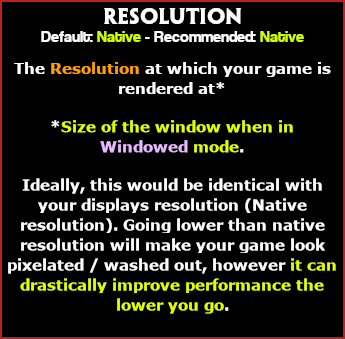 RESOLUTION
Default: Native - Recommended: Native
The Resolution at which your game is
rendered at*
*Size of the window when in
Windowed mode.
Ideally, this would be identical with
your displays resolution (Native
resolution). Going lower than native
resolution will make your game look
pixelated / washed out, however it can
drastically improve performance the
lower you go.